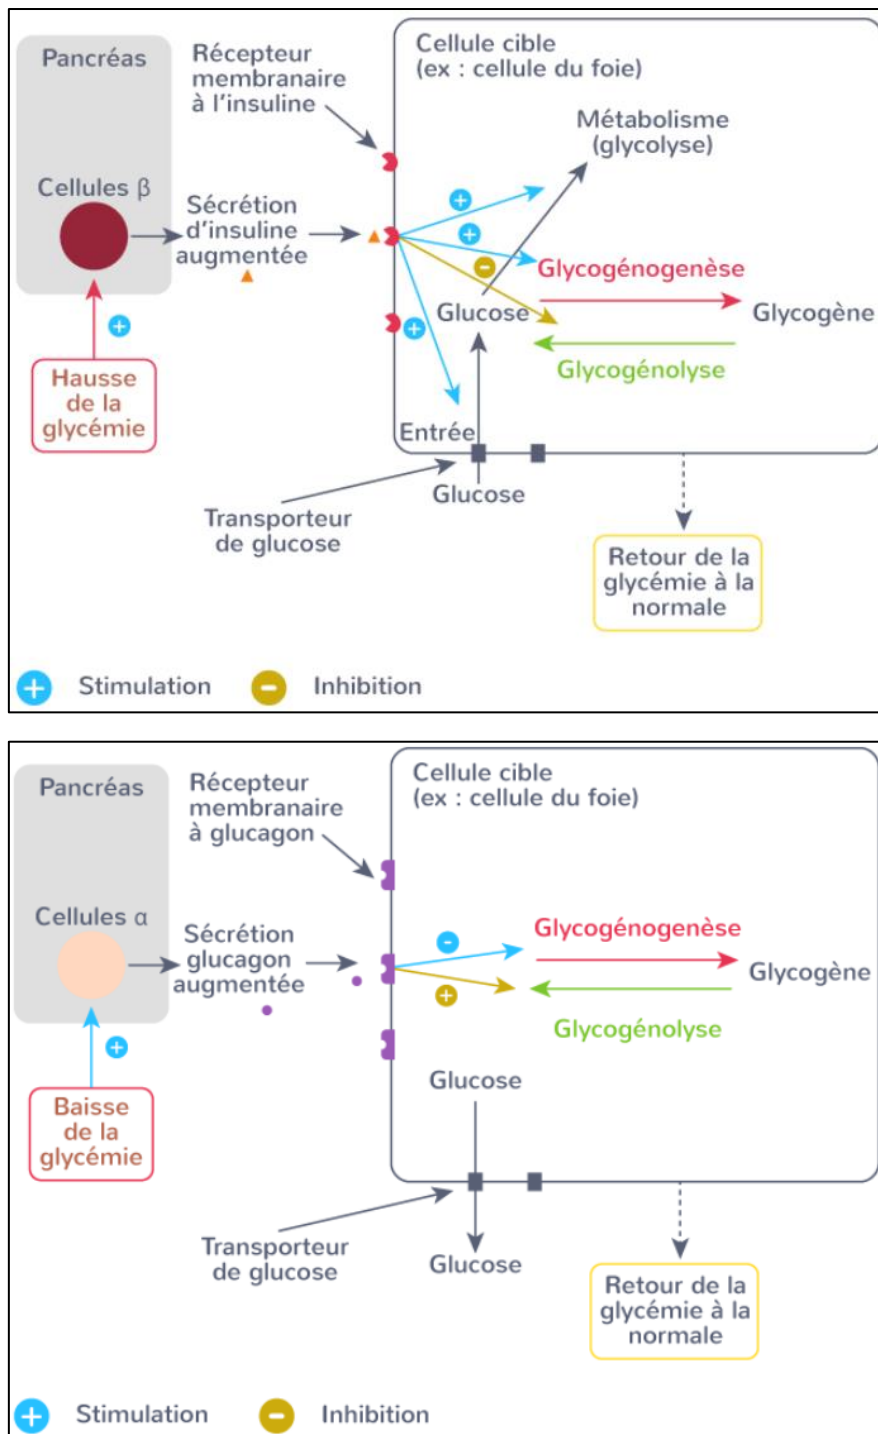 Pancréas
Récepteur
membranaire
à l'insuline
Cellule cible
(ex : cellule du foie)
Métabolisme
(glycolyse)
Cellules β
Sécrétion
d'insuline
augmentée
+
+
-
+
+
Glycogénogenèse
Glucose
Glycogène
Glycogénolyse
Hausse
de la
glycémie
Entrée
Glucose
Transporteur
de glucose
Retour de la
glycémie à la
normale
+ Stimulation
- Inhibition
Pancréas
Récepteur
membranaire
à glucagon
Cellule cible
(ex : cellule du foie)
Cellules α
Sécrétion
glucagon
augmentée
-
+
+
Glycogénogenèse
Glycogène
Glycogénolyse
Glucose
Baisse
de la
glycémie
Transporteur
de glucose
Glucose
Retour de la
glycémie à la
normale
+ Stimulation
- Inhibition